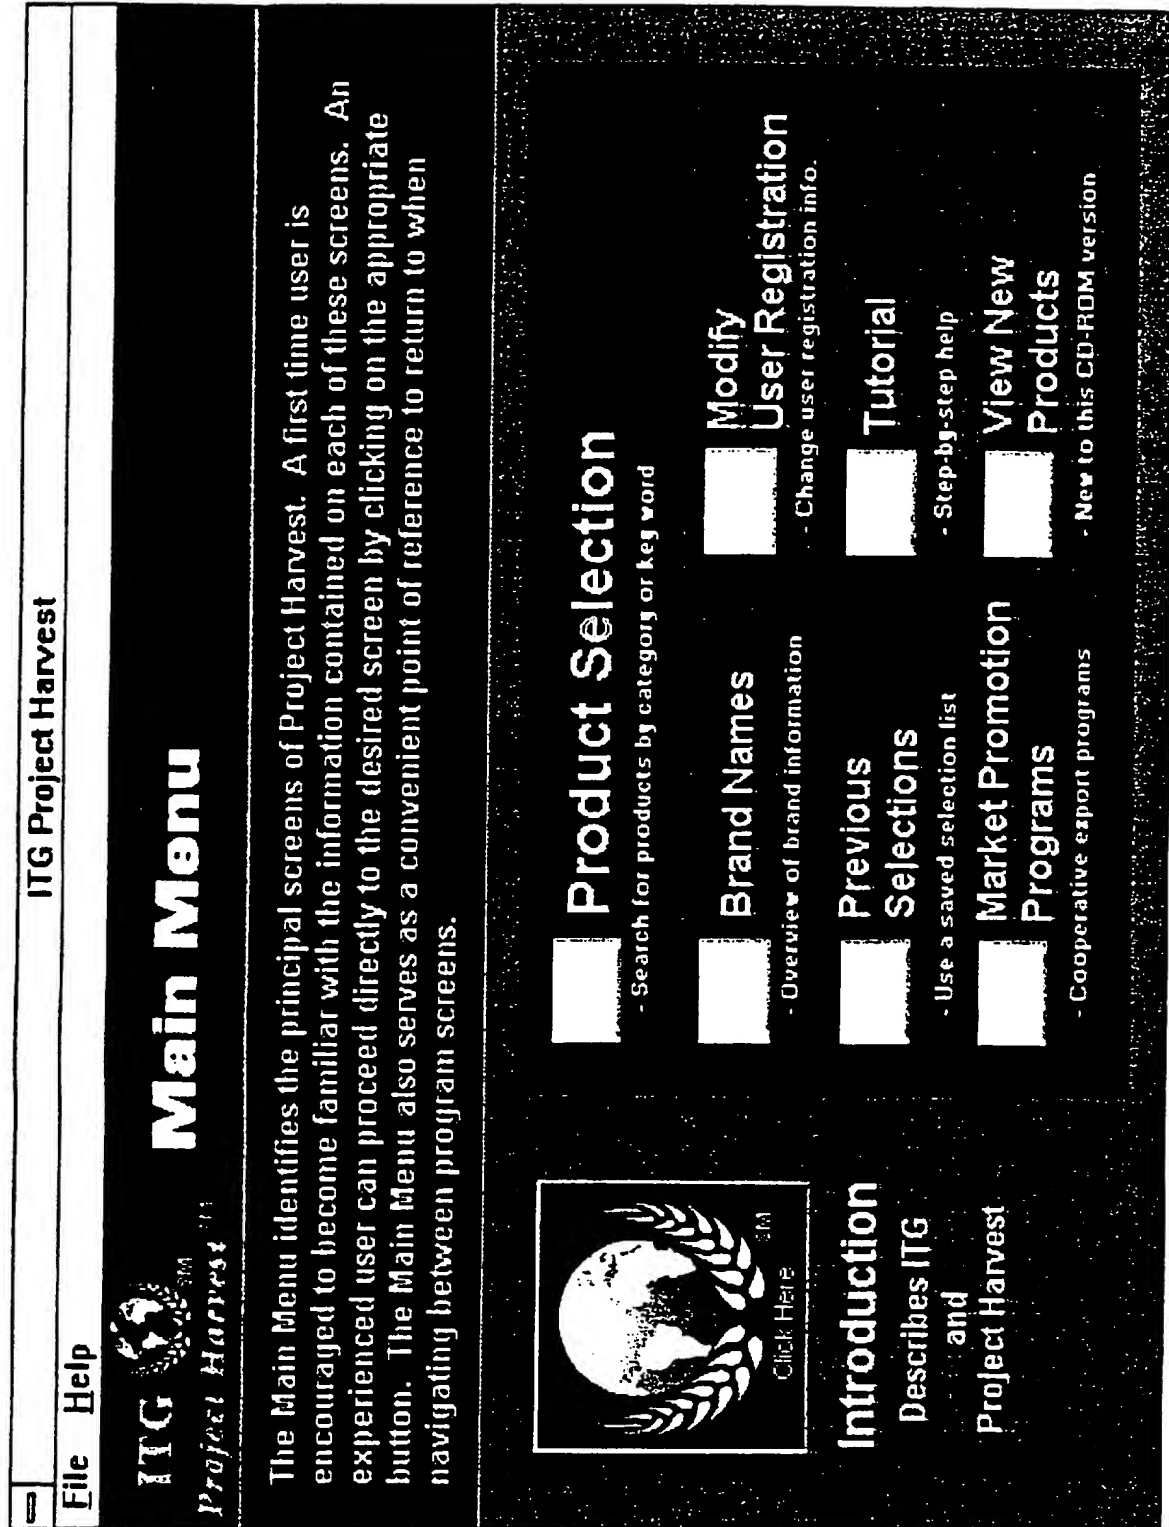 ITG Project Harvest
File Help
ITG SM
Project Harvest TM
Main Menu
The Main Menu identifies the principal screens of Project Harvest. A first time user is
encouraged to become familiar with the information contained on each of these screens. An
experienced user can proceed directly to the desired screen by clicking on the appropriate
button. The Main Menu also serves as a convenient point of reference to return to when
navigating between program screens.
Click Here SM
Introduction
Describes ITG
and
Project Harvest
Product Selection
- Search for products by category or key word
Brand Names
- Overview of brand information
Previous
Selections
- Use a saved selection list
Market Promotion
Programs
- Cooperative export programs
Modify
User Registration
- Change user registration info.
Tutorial
- Step-by-step help
View New
Products
- New to this CD-ROM version